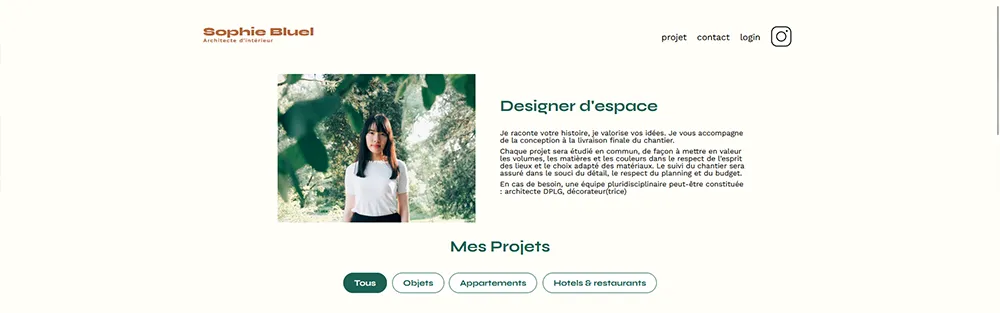 Sophie Bluel
Architecte d'intérieur
projet contact login
Designer d'espace
Je raconte votre histoire, je valorise vos idées. Je vous accompagne
de la conception à la livraison finale du chantier.
Chaque projet sera étudié en commun, de façon à mettre en valeur
les volumes, les matières et les couleurs dans le respect de l'esprit
des lieux et le choix adapté des matériaux. Le suivi du chantier sera
assuré dans le souci du détail, le respect du planning et du budget.
En cas de besoin, une équipe pluridisciplinaire peut-être constituée
: architecte DPLG, décorateur(trice)
Mes Projets
Tous Objets Appartements Hotels & restaurants